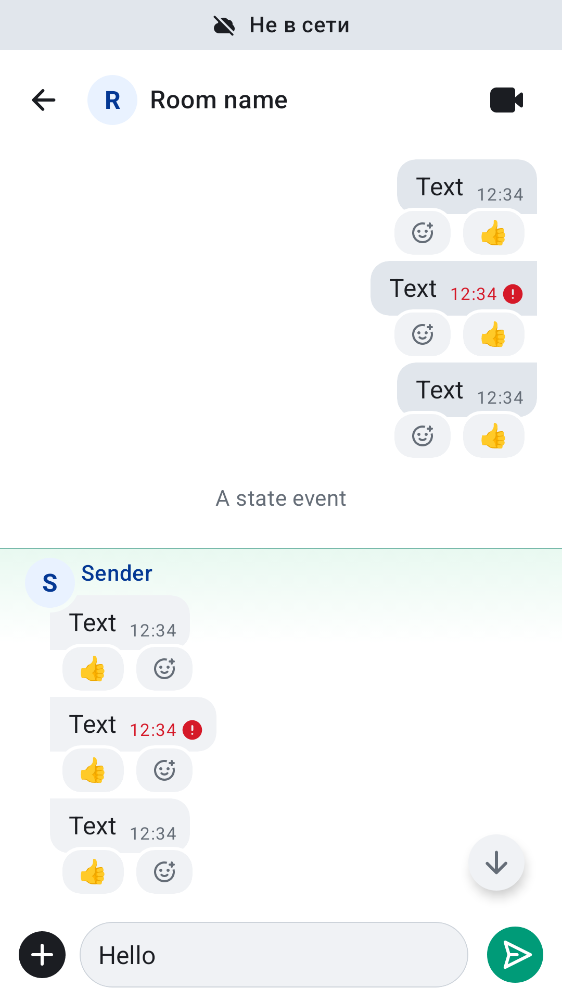 Не в сети
R Room name
Text 12:34
👍
Text 12:34
👍
Text 12:34
👍
A state event
S Sender
Text 12:34
👍
Text 12:34
👍
Text 12:34
👍
Hello